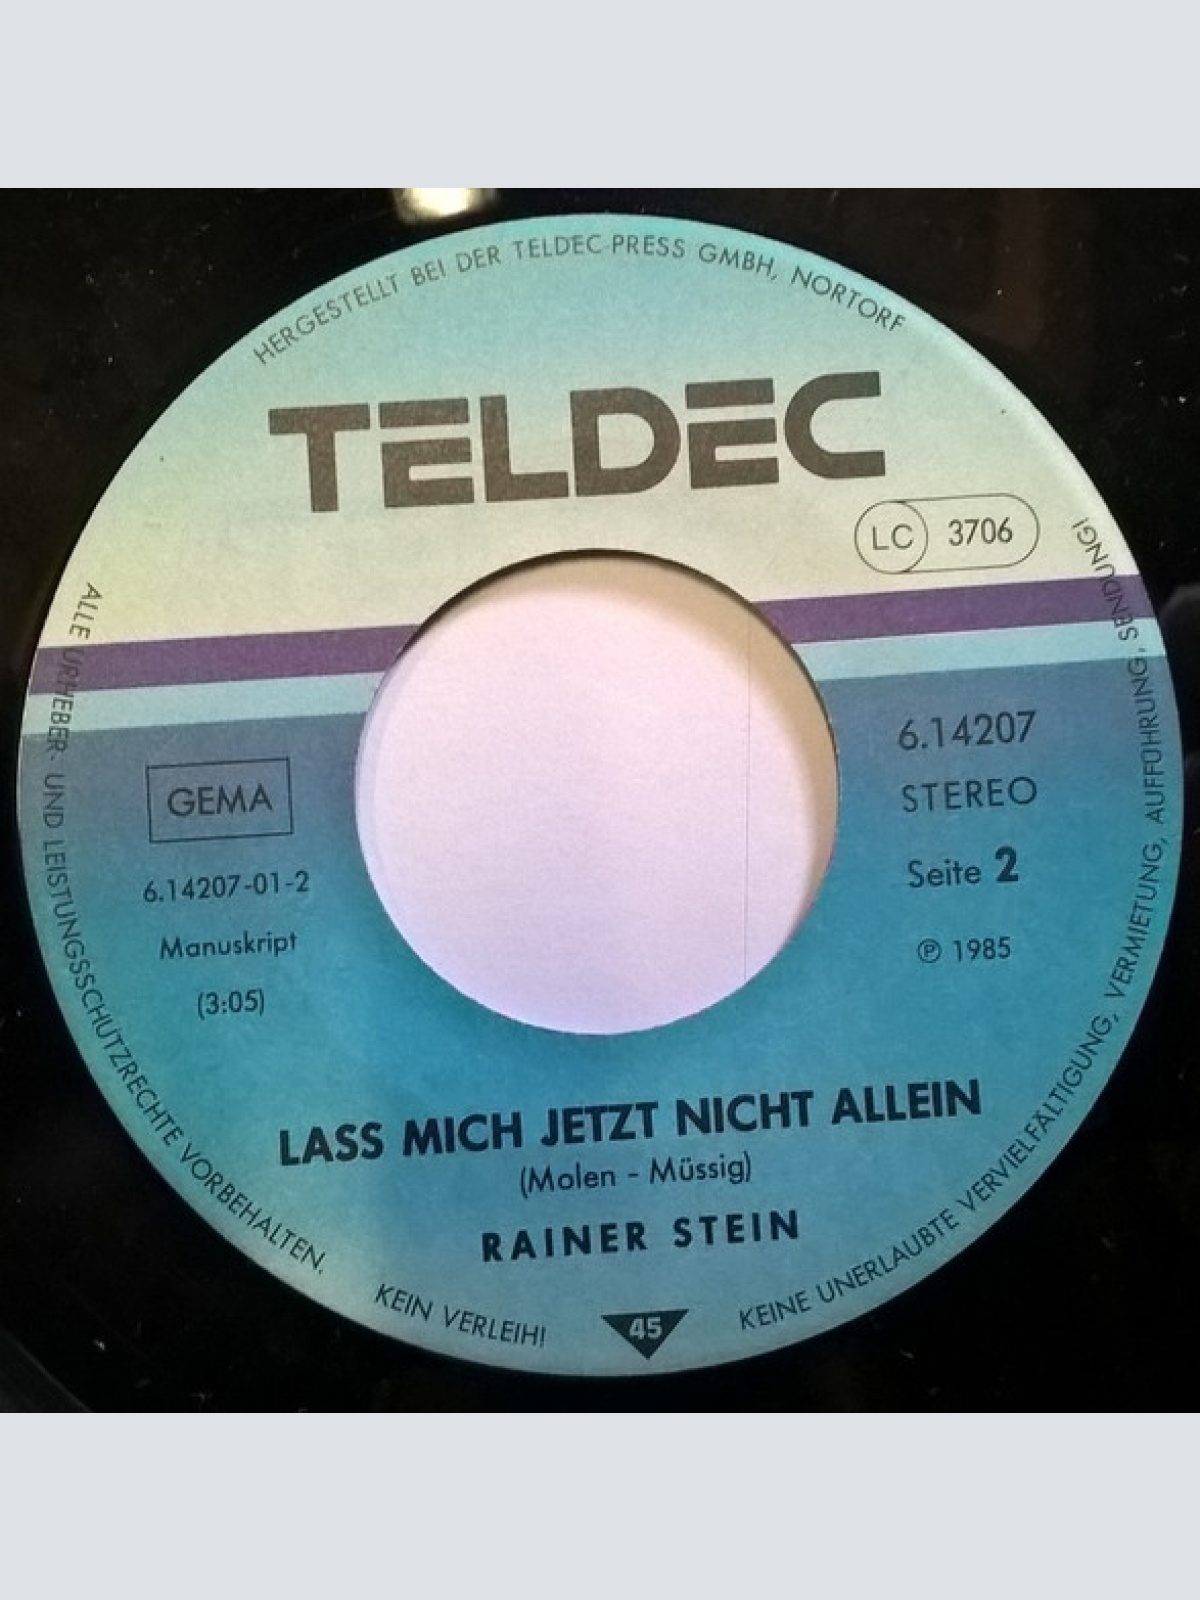 HERGESTELLT BEI DER TELDEC-PRESS GMBH, NORTORF
TELDEC
LC 3706
GEMA
6.14207-01-2
Manuskript
(3:05)
6.14207
STEREO
Seite 2
℗ 1985
LASS MICH JETZT NICHT ALLEIN
(Molen - Müssig)
RAINER STEIN
45
ALLE URHEBER- UND LEISTUNGSSCHUTZRECHTE VORBEHALTEN.
KEIN VERLEIH!
KEINE UNERLAUBTE VERVIELFÄLTIGUNG, VERMIETUNG, AUFFÜHRUNG, SENDUNG!